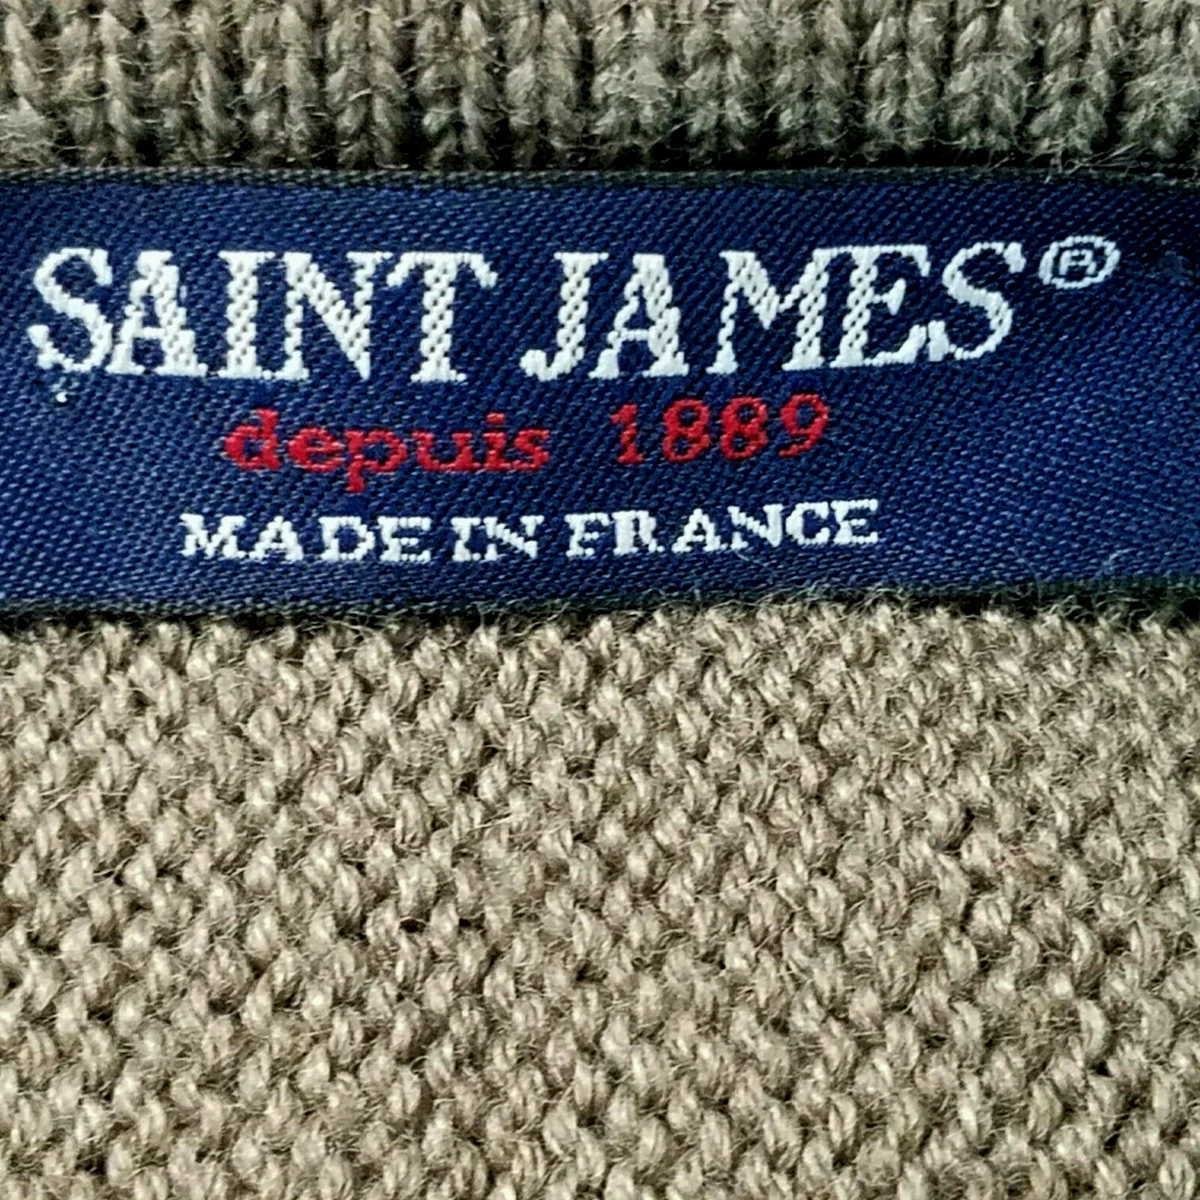 SAINT JAMES®
depuis 1889
MADE IN FRANCE